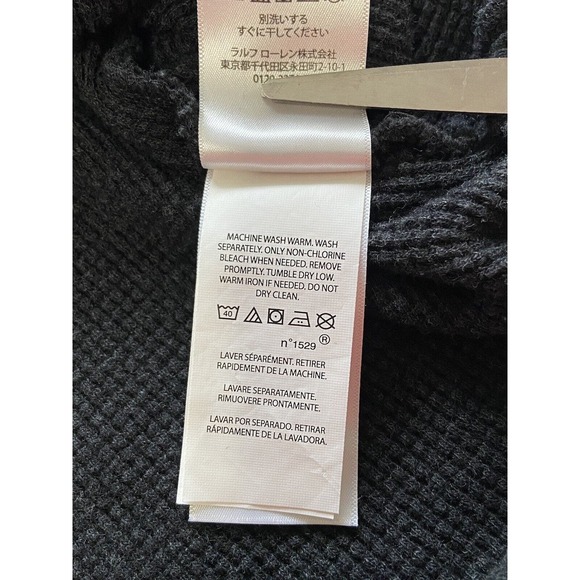 別洗いする
すぐに干してください
ラルフ ローレン株式会社
東京都千代田区永田町2-10-1
MACHINE WASH WARM. WASH
SEPARATELY. ONLY NON-CHLORINE
BLEACH WHEN NEEDED. REMOVE
PROMPTLY. TUMBLE DRY LOW.
WARM IRON IF NEEDED. DO NOT
DRY CLEAN.
40
n°1529 ®
LAVER SÉPARÉMENT. RETIRER
RAPIDEMENT DE LA MACHINE.
LAVARE SEPARATAMENTE.
RIMUOVERE PRONTAMENTE.
LAVAR POR SEPARADO. RETIRAR
RÁPIDAMENTE DE LA LAVADORA.